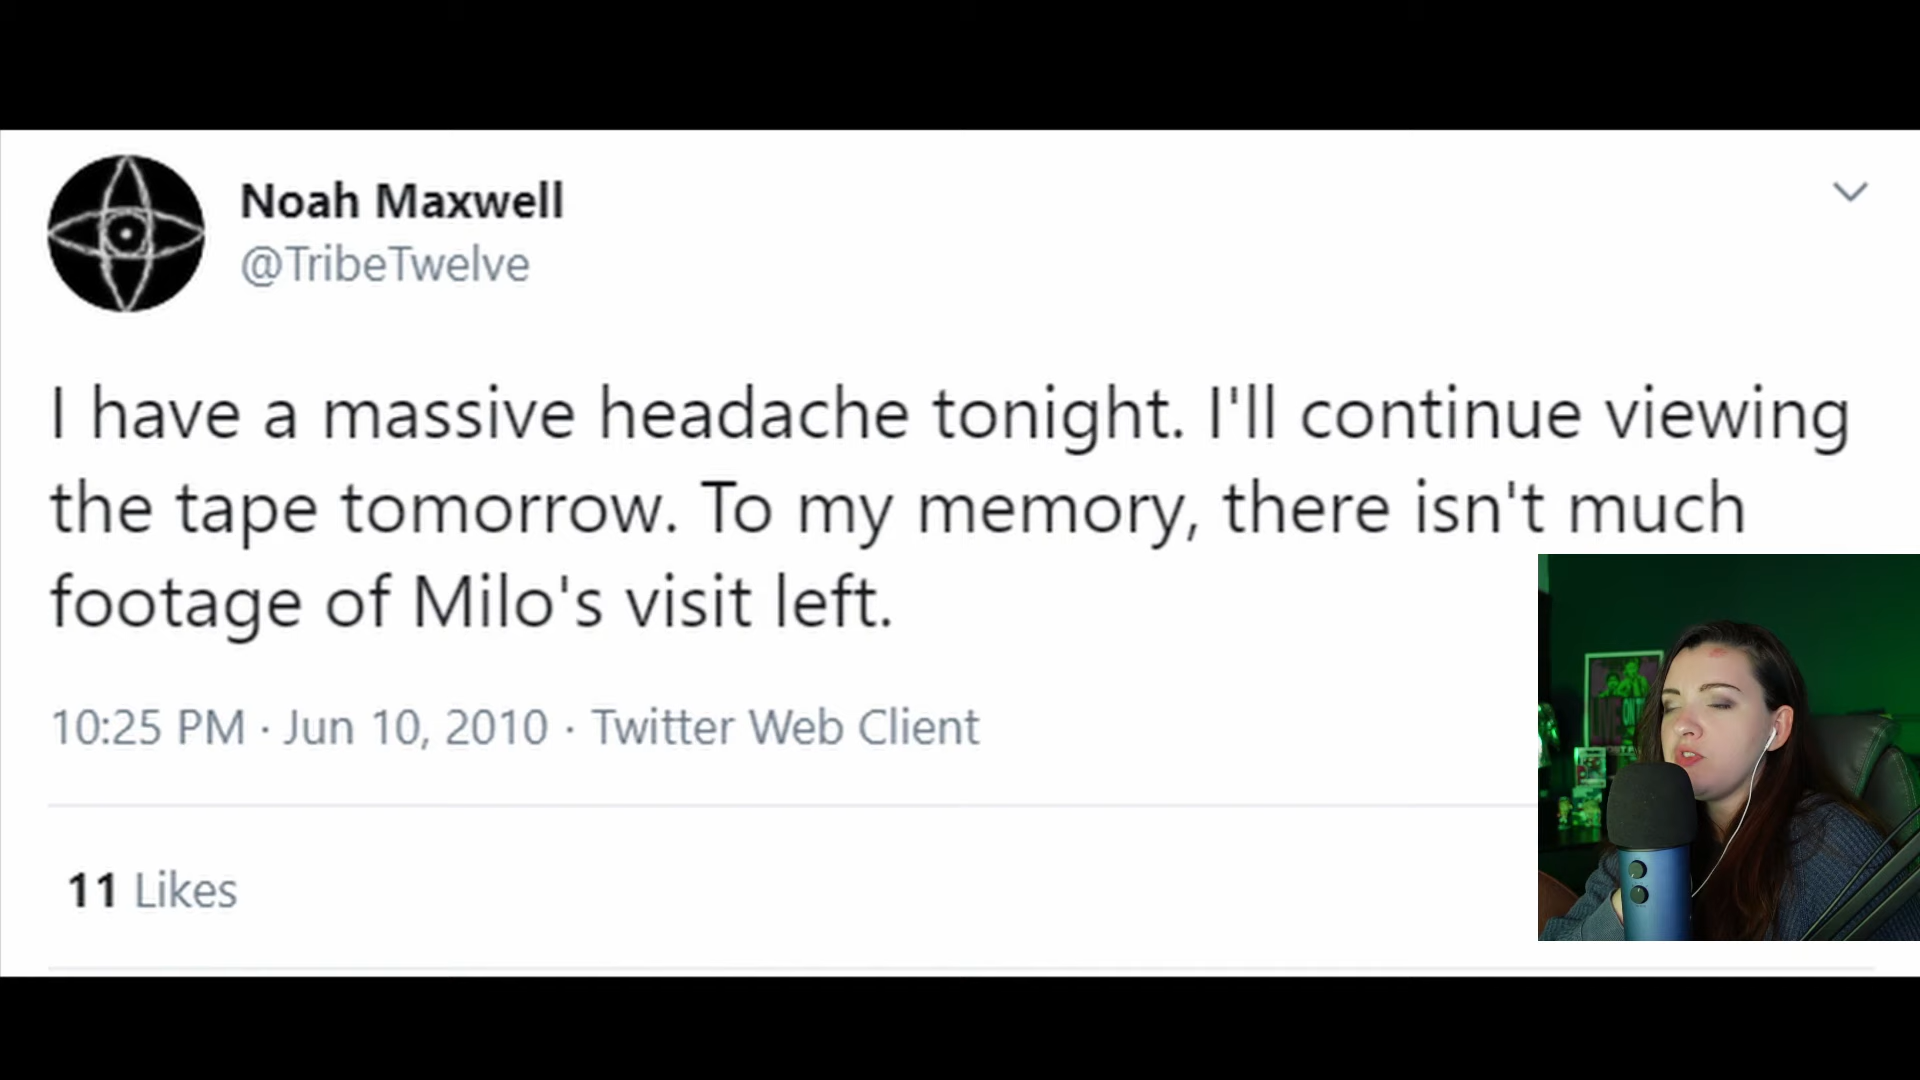 Noah Maxwell
@TribeTwelve
I have a massive headache tonight. I'll continue viewing
the tape tomorrow. To my memory, there isn't much
footage of Milo's visit left.
10:25 PM · Jun 10, 2010 · Twitter Web Client
11 Likes